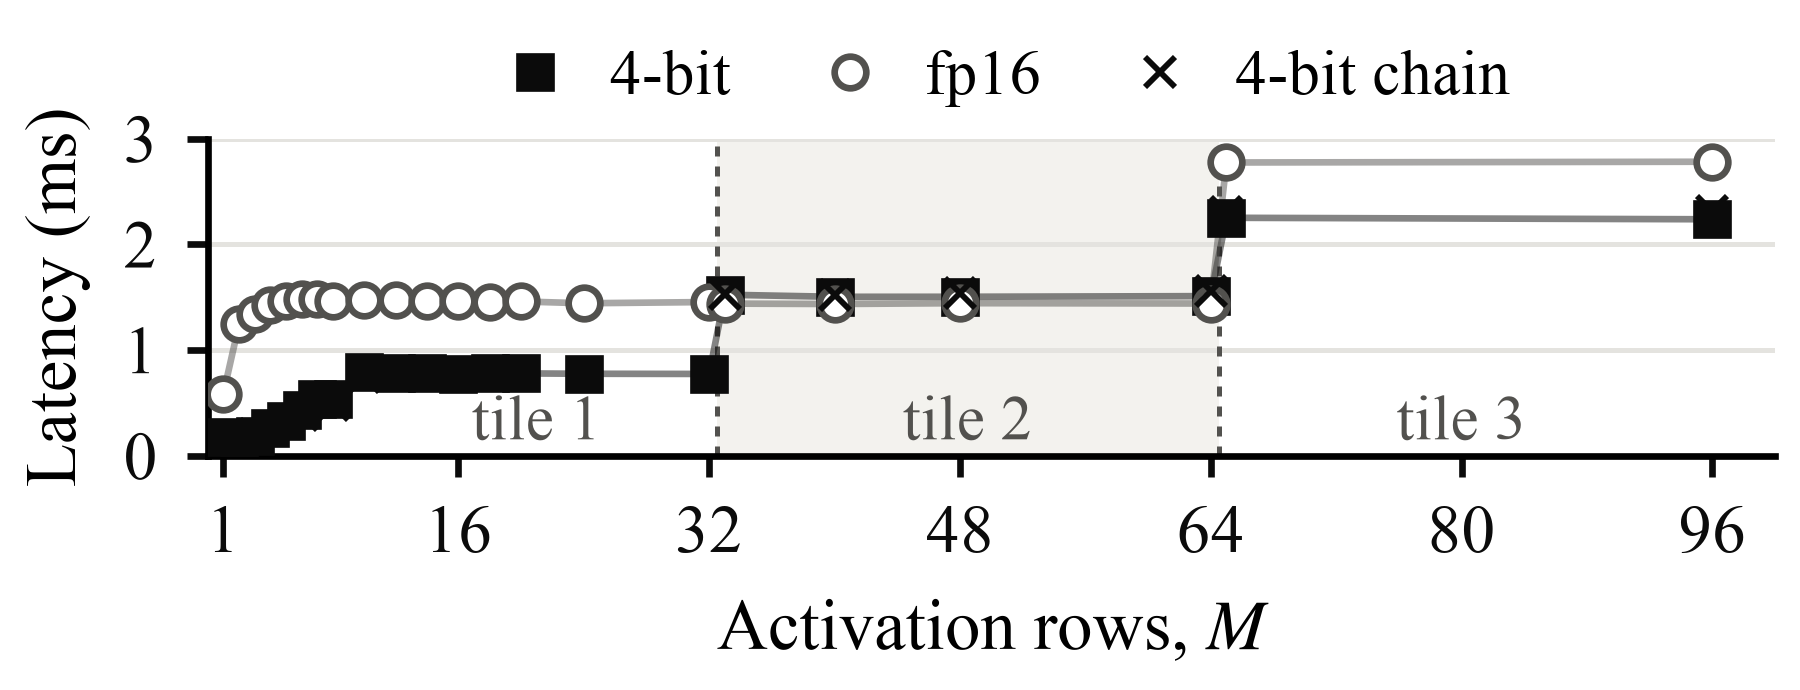 4-bit fp16 4-bit chain
Latency (ms)
3
2
1
0
tile 1 tile 2 tile 3
1 16 32 48 64 80 96
Activation rows, M